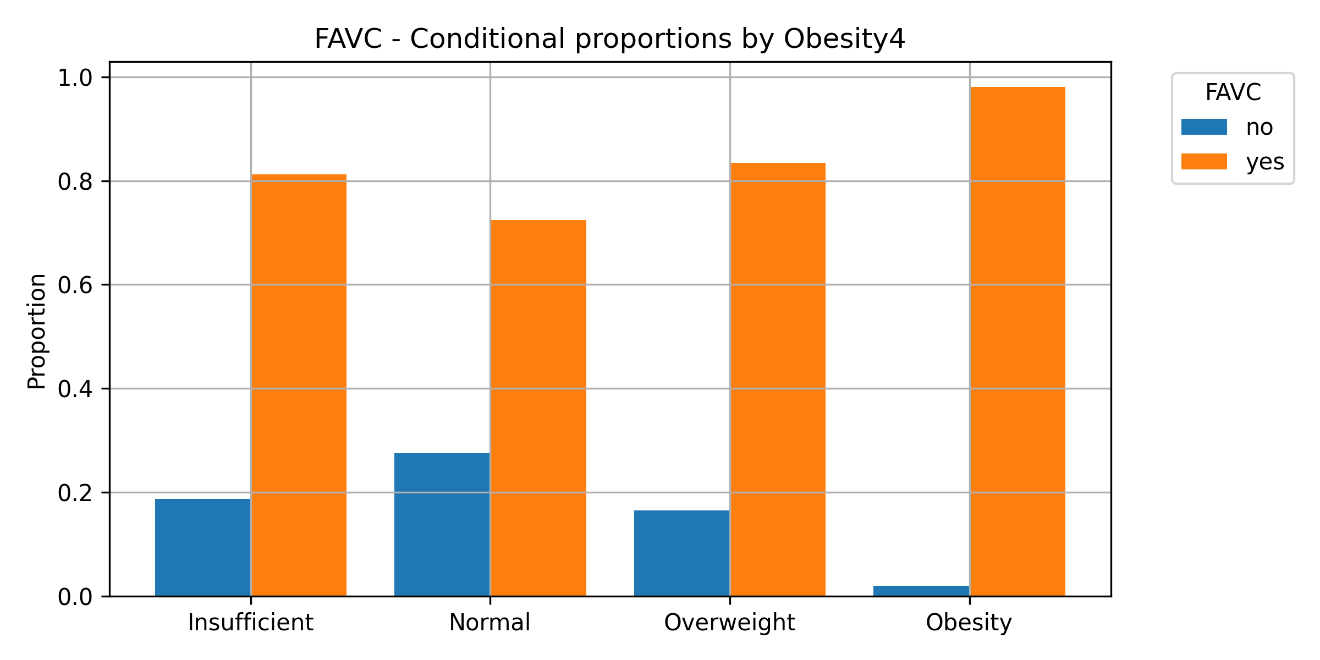 FAVC - Conditional proportions by Obesity4
1.0
0.8
0.6
0.4
0.2
0.0
Proportion
Insufficient
Normal
Overweight
Obesity
FAVC
no
yes